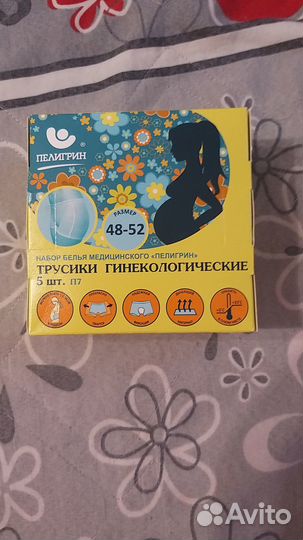 ПЕЛИГРИН
®
РАЗМЕР
48-52
НАБОР БЕЛЬЯ МЕДИЦИНСКОГО «ПЕЛИГРИН»
ТРУСИКИ ГИНЕКОЛОГИЧЕСКИЕ
5 шт. П7
Avito